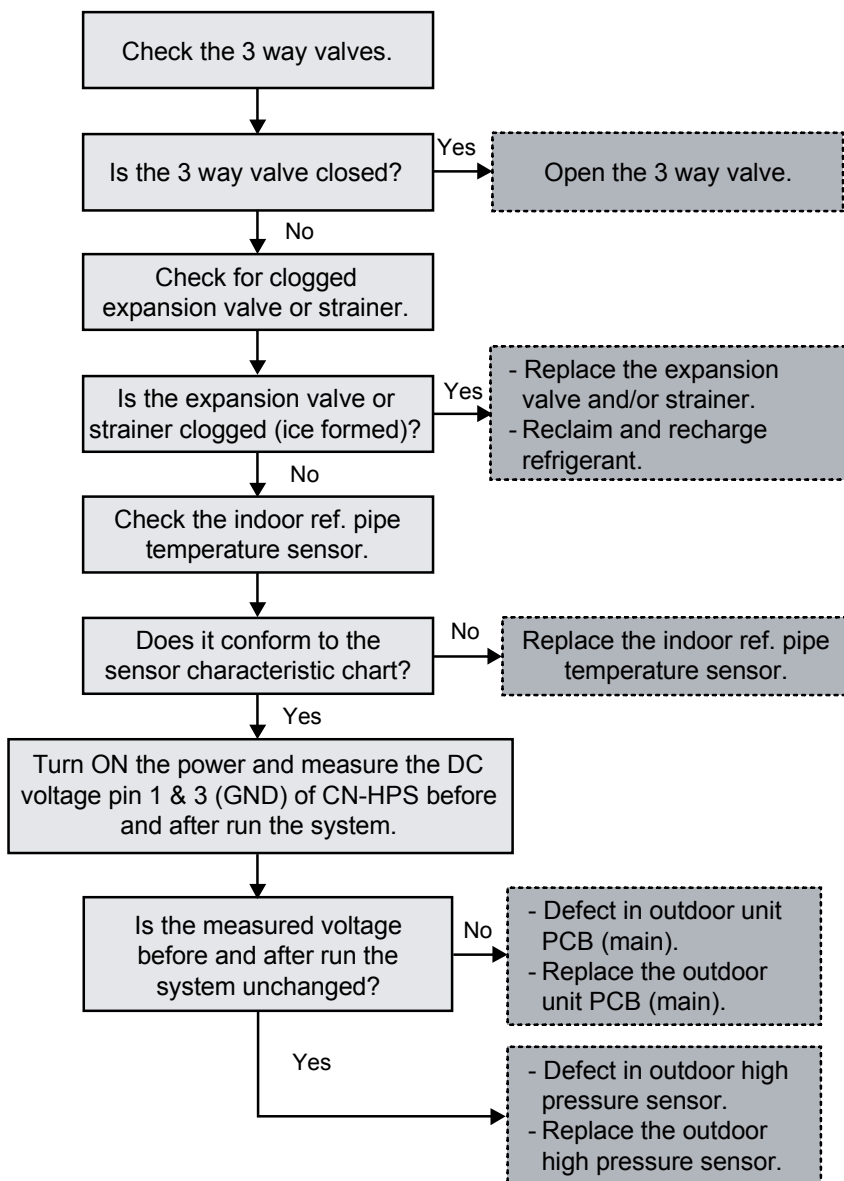 Check the 3 way valves.
Is the 3 way valve closed?
Yes
Open the 3 way valve.
No
Check for clogged
expansion valve or strainer.
Is the expansion valve or
strainer clogged (ice formed)?
Yes
- Replace the expansion
valve and/or strainer.
- Reclaim and recharge
refrigerant.
No
Check the indoor ref. pipe
temperature sensor.
Does it conform to the
sensor characteristic chart?
No
Replace the indoor ref. pipe
temperature sensor.
Yes
Turn ON the power and measure the DC
voltage pin 1 & 3 (GND) of CN-HPS before
and after run the system.
Is the measured voltage
before and after run the
system unchanged?
No
- Defect in outdoor unit
PCB (main).
- Replace the outdoor
unit PCB (main).
Yes
- Defect in outdoor high
pressure sensor.
- Replace the outdoor
high pressure sensor.